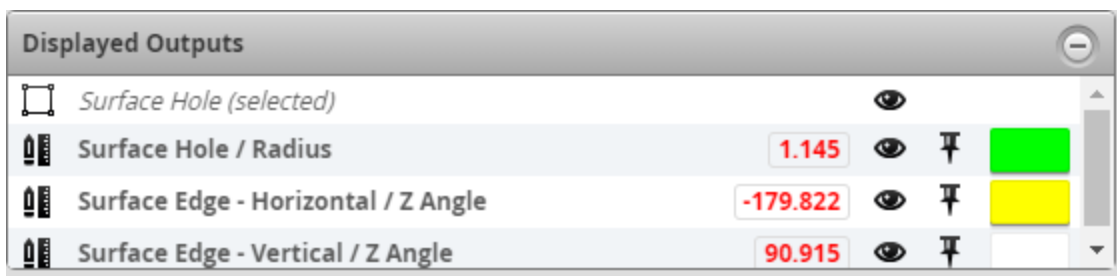 Displayed Outputs
Surface Hole (selected)
Surface Hole / Radius 1.145
Surface Edge - Horizontal / Z Angle -179.822
Surface Edge - Vertical / Z Angle 90.915